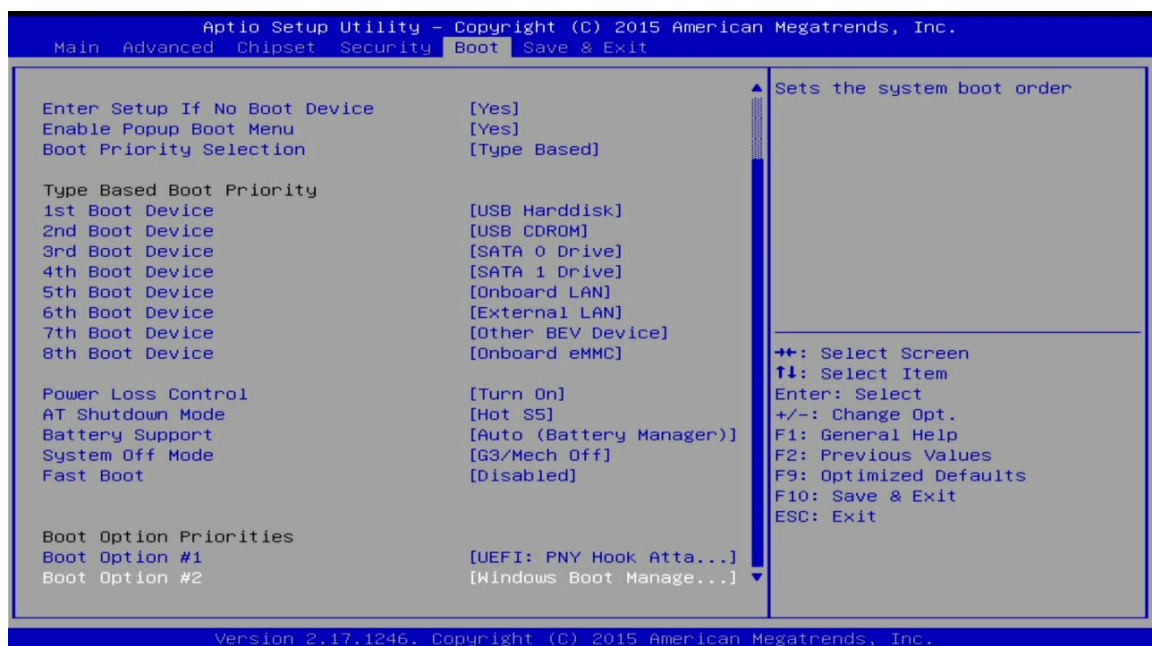 Aptio Setup Utility – Copyright (C) 2015 American Megatrends, Inc.
Main Advanced Chipset Security Boot Save & Exit
Enter Setup If No Boot Device [Yes]
Enable Popup Boot Menu [Yes]
Boot Priority Selection [Type Based]
Type Based Boot Priority
1st Boot Device [USB Harddisk]
2nd Boot Device [USB CDROM]
3rd Boot Device [SATA 0 Drive]
4th Boot Device [SATA 1 Drive]
5th Boot Device [Onboard LAN]
6th Boot Device [External LAN]
7th Boot Device [Other BEV Device]
8th Boot Device [Onboard eMMC]
Power Loss Control [Turn On]
AT Shutdown Mode [Hot S5]
Battery Support [Auto (Battery Manager)]
System Off Mode [G3/Mech Off]
Fast Boot [Disabled]
Boot Option Priorities
Boot Option #1 [UEFI: PNY Hook Atta...]
Boot Option #2 [Windows Boot Manage...]
Sets the system boot order
→←: Select Screen
↑↓: Select Item
Enter: Select
+/-: Change Opt.
F1: General Help
F2: Previous Values
F9: Optimized Defaults
F10: Save & Exit
ESC: Exit
Version 2.17.1246. Copyright (C) 2015 American Megatrends, Inc.